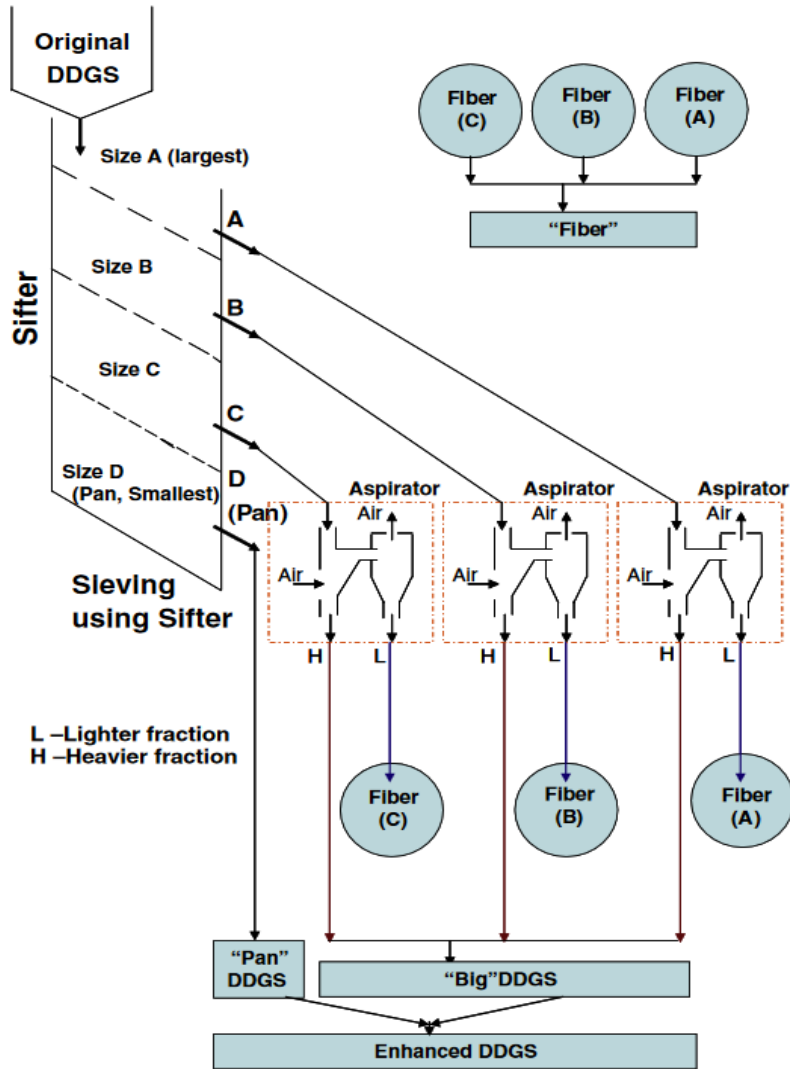 Original
DDGS
Fiber
(C)
Fiber
(B)
Fiber
(A)
Size A (largest)
"Fiber"
A
Size B
B
Sifter
Size C
C
Size D
(Pan, Smallest)
D
(Pan)
Aspirator
Air
Aspirator
Air
Aspirator
Air
Air
Air
Air
Sieving
using Sifter
H
L
H
L
H
L
L –Lighter fraction
H –Heavier fraction
Fiber
(C)
Fiber
(B)
Fiber
(A)
"Pan"
DDGS
"Big"DDGS
Enhanced DDGS